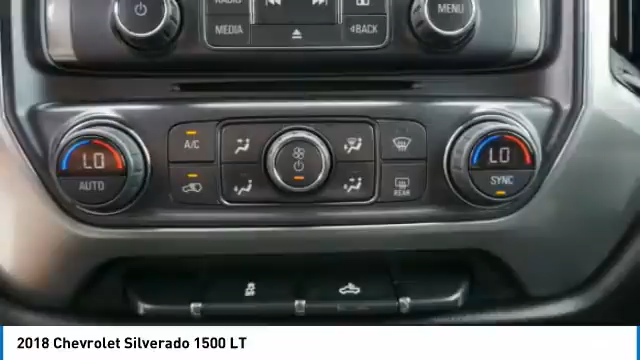 RADIO
MEDIA
◁BACK
MENU
A/C
LO
AUTO
LO
SYNC
REAR
2018 Chevrolet Silverado 1500 LT